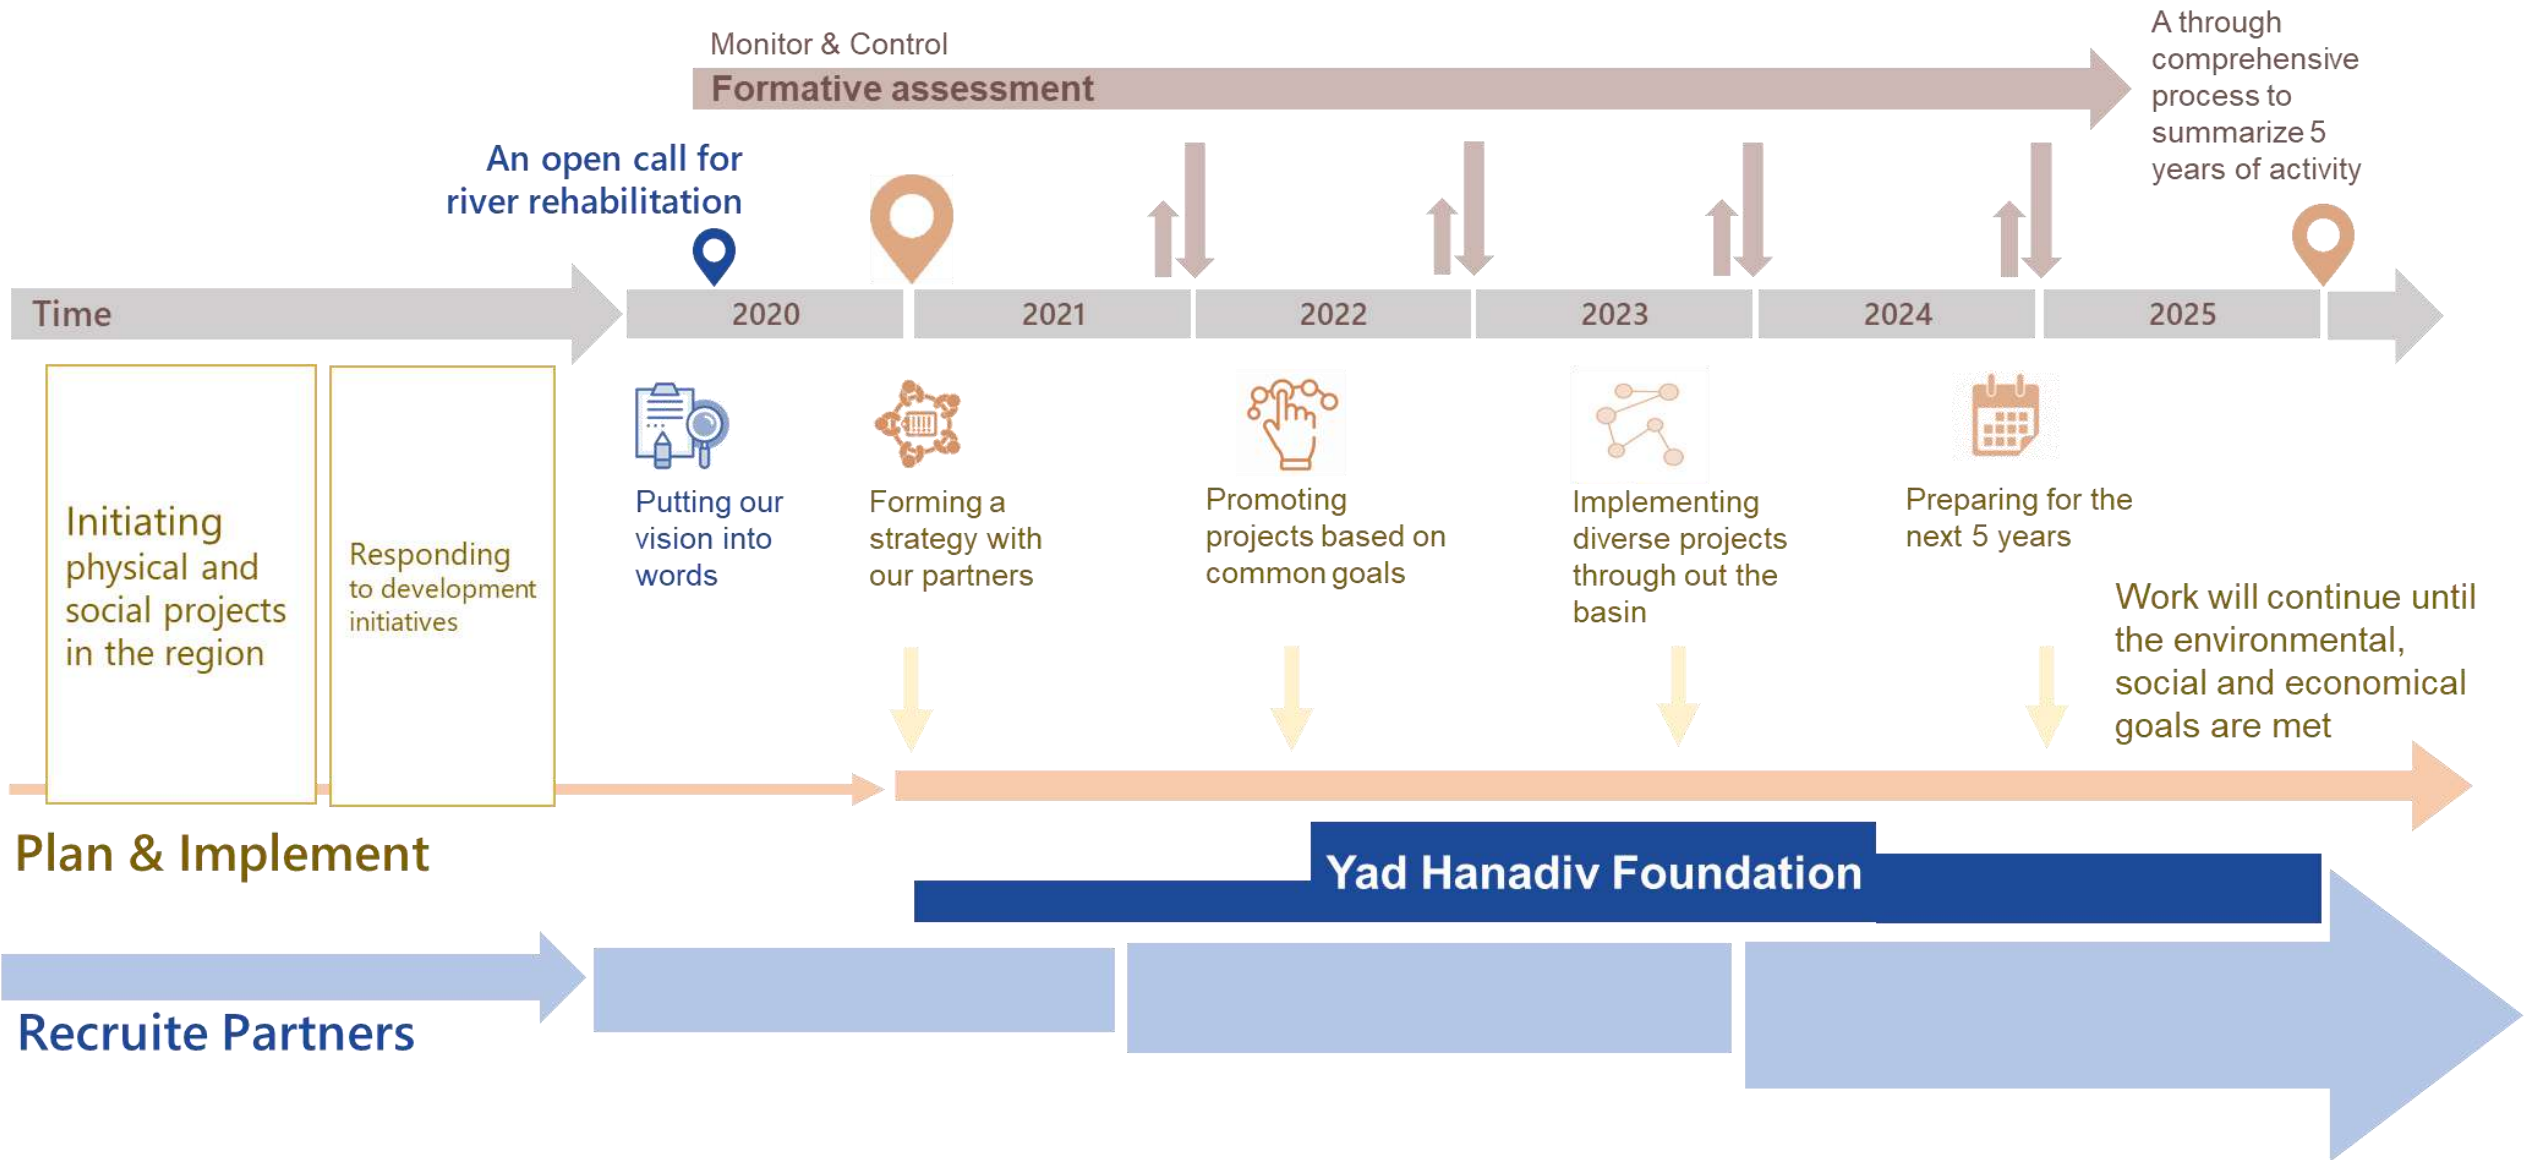 Monitor & Control
Formative assessment
A through
comprehensive
process to
summarize 5
years of activity
An open call for
river rehabilitation
Time
2020
2021
2022
2023
2024
2025
Initiating
physical and
social projects
in the region
Responding
to development
initiatives
Putting our
vision into
words
Forming a
strategy with
our partners
Promoting
projects based on
common goals
Implementing
diverse projects
through out the
basin
Preparing for the
next 5 years
Work will continue until
the environmental,
social and economical
goals are met
Plan & Implement
Yad Hanadiv Foundation
Recruite Partners